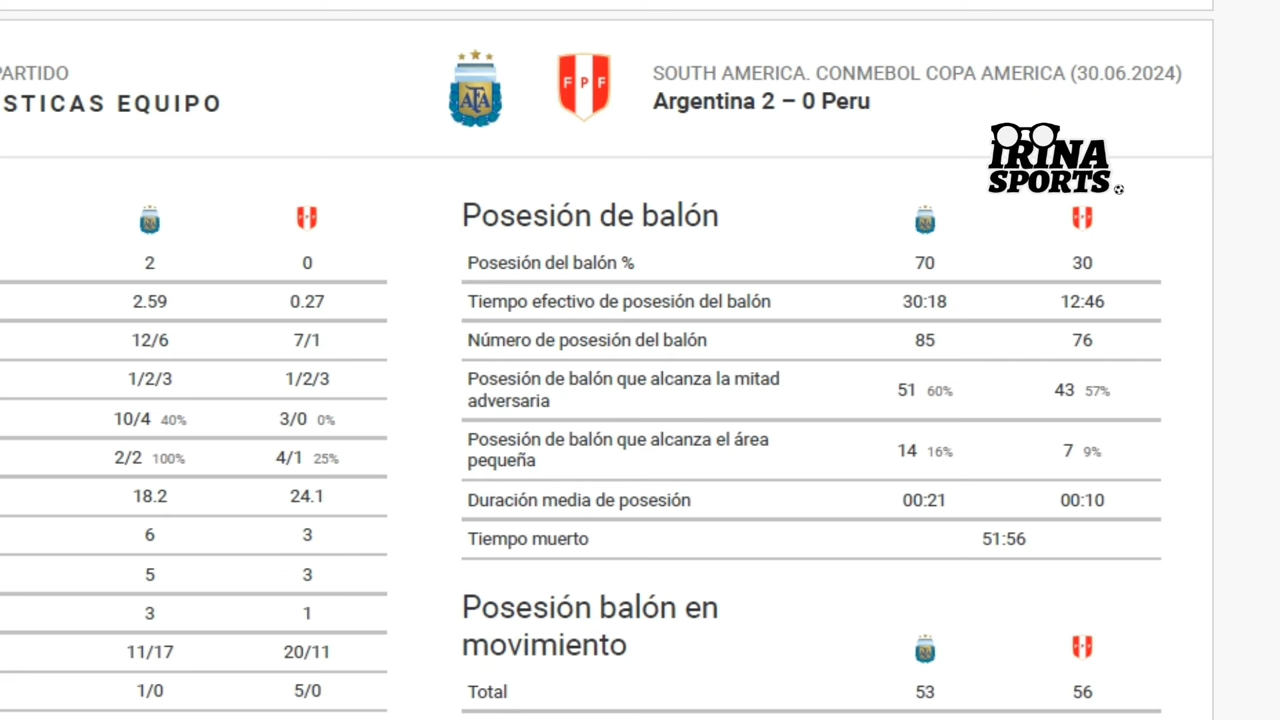 PARTIDO
STICAS EQUIPO
AFA
FPF
SOUTH AMERICA. CONMEBOL COPA AMERICA (30.06.2024)
Argentina 2 – 0 Peru
IRINA
SPORTS
2 0
2.59 0.27
12/6 7/1
1/2/3 1/2/3
10/4 40% 3/0 0%
2/2 100% 4/1 25%
18.2 24.1
6 3
5 3
3 1
11/17 20/11
1/0 5/0
Posesión de balón
Posesión del balón % 70 30
Tiempo efectivo de posesión del balón 30:18 12:46
Número de posesión del balón 85 76
Posesión de balón que alcanza la mitad
adversaria 51 60% 43 57%
Posesión de balón que alcanza el área
pequeña 14 16% 7 9%
Duración media de posesión 00:21 00:10
Tiempo muerto 51:56
Posesión balón en
movimiento
Total 53 56